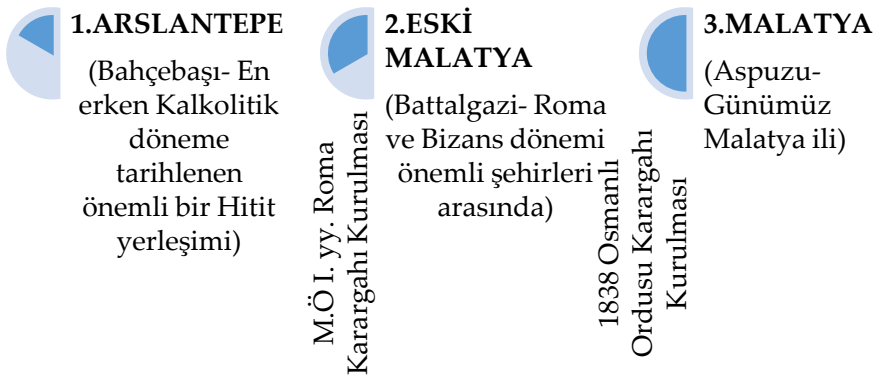 1.ARSLANTEPE
(Bahçebaşı- En
erken Kalkolitik
döneme
tarihlenen
önemli bir Hitit
yerleşimi)
M.Ö I. yy. Roma
Karargahı Kurulması
2.ESKİ
MALATYA
(Battalgazi- Roma
ve Bizans dönemi
önemli şehirleri
arasında)
1838 Osmanlı
Ordusu Karargahı
Kurulması
3.MALATYA
(Aspuzu-
Günümüz
Malatya ili)